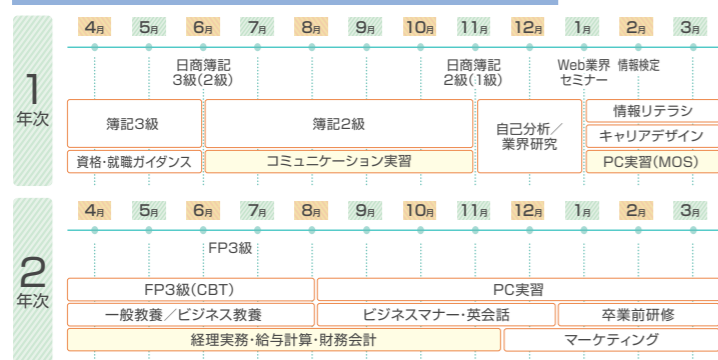 4月 5月 6月 7月 8月 9月 10月 11月 12月 1月 2月 3月
1
年次
日商簿記
3級(2級)
日商簿記
2級(1級)
Web業界
セミナー
情報検定
簿記3級
簿記2級
自己分析/
業界研究
情報リテラシ
キャリアデザイン
資格・就職ガイダンス
コミュニケーション実習
PC実習(MOS)
4月 5月 6月 7月 8月 9月 10月 11月 12月 1月 2月 3月
2
年次
FP3級
FP3級(CBT)
PC実習
一般教養/ビジネス教養
ビジネスマナー・英会話
卒業前研修
経理実務・給与計算・財務会計
マーケティング